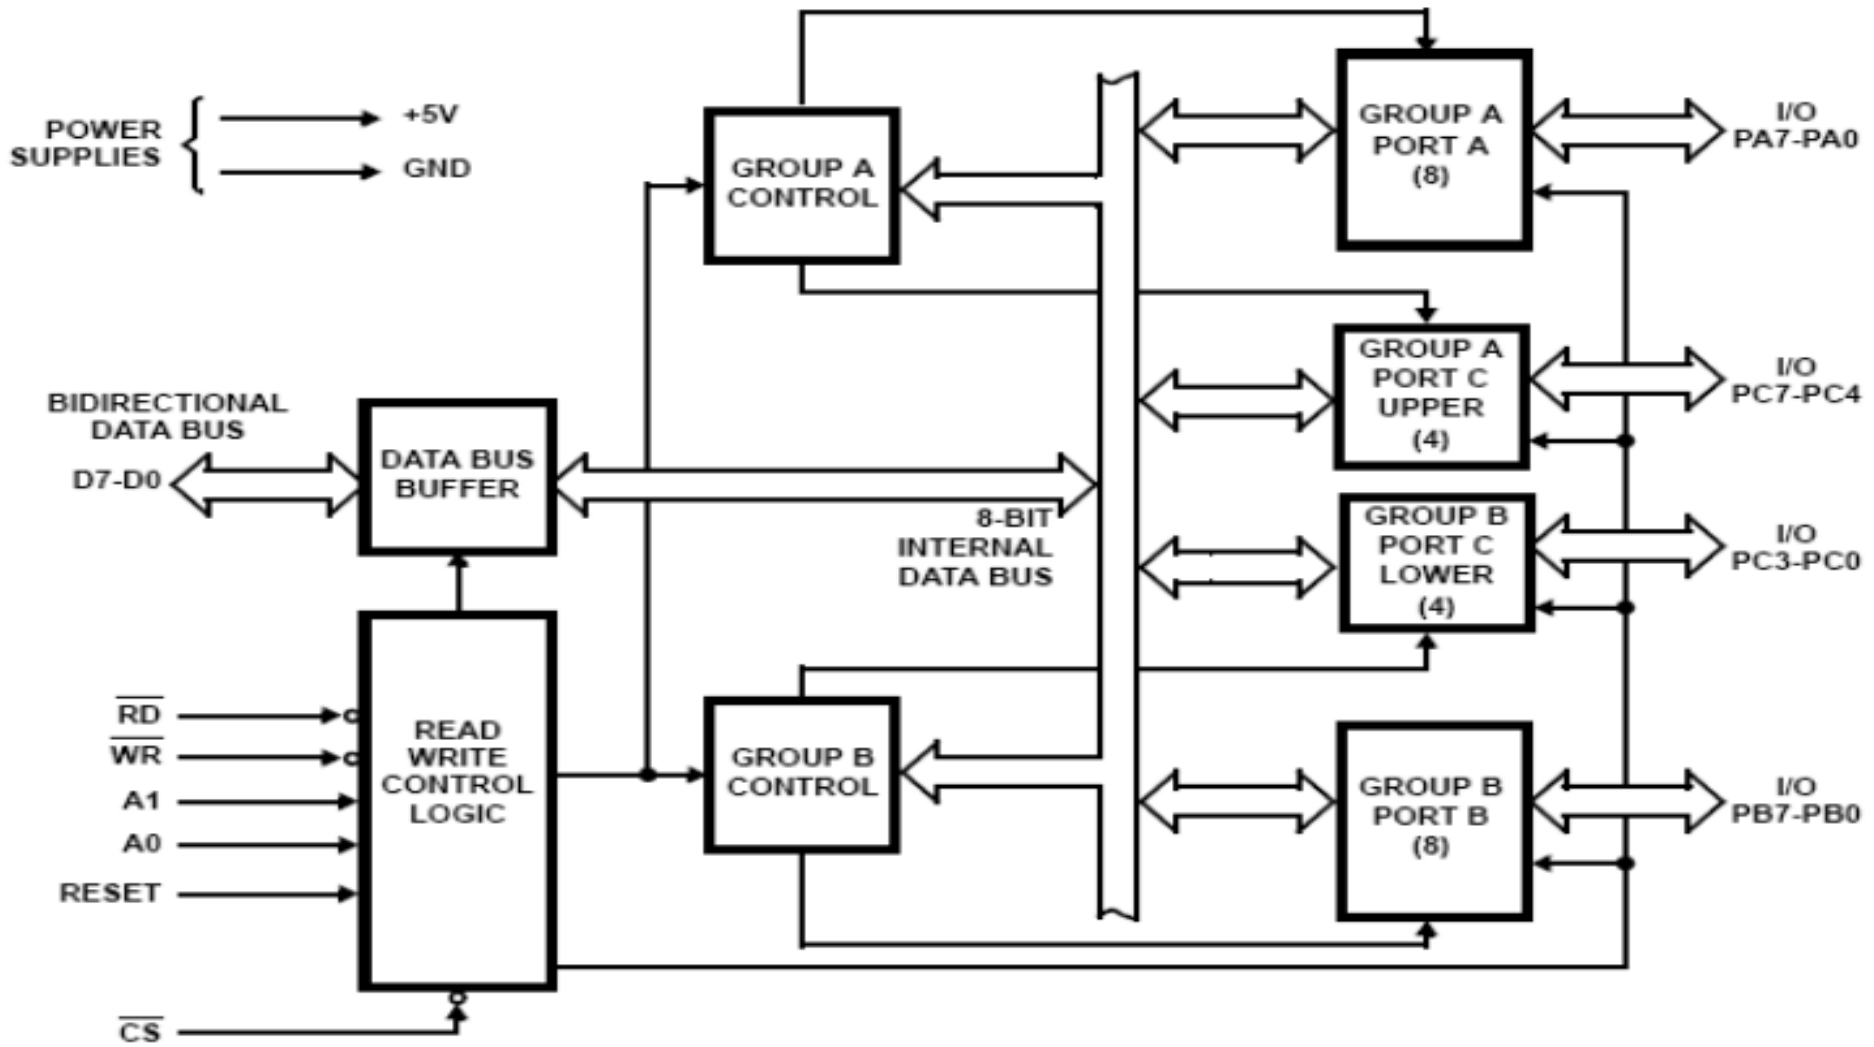 POWER
SUPPLIES
+5V
GND
GROUP A
CONTROL
GROUP A
PORT A
(8)
I/O
PA7-PA0
GROUP A
PORT C
UPPER
(4)
I/O
PC7-PC4
BIDIRECTIONAL
DATA BUS
D7-D0
DATA BUS
BUFFER
8-BIT
INTERNAL
DATA BUS
GROUP B
PORT C
LOWER
(4)
I/O
PC3-PC0
RD
WR
A1
A0
RESET
CS
READ
WRITE
CONTROL
LOGIC
GROUP B
CONTROL
GROUP B
PORT B
(8)
I/O
PB7-PB0